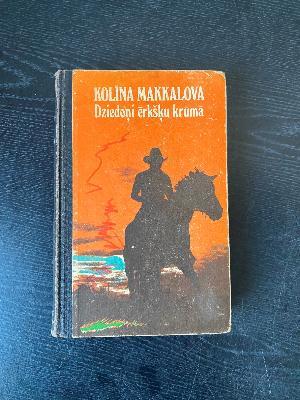 KOLĪNA MAKKALOVA
Dziedoņi ērkšķu krūmā